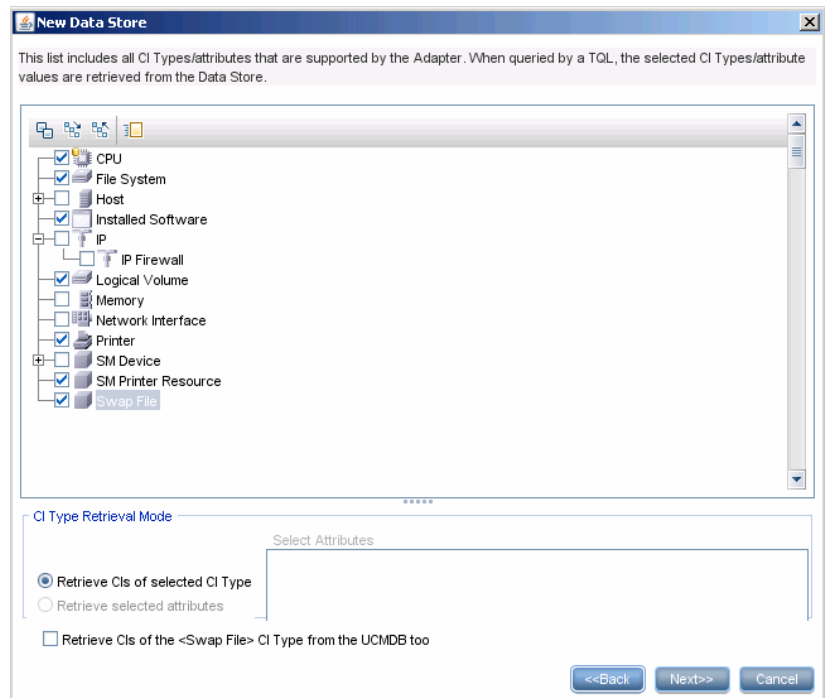 New Data Store
This list includes all CI Types/attributes that are supported by the Adapter. When queried by a TQL, the selected CI Types/attribute
values are retrieved from the Data Store.
CPU
File System
Host
Installed Software
IP
IP Firewall
Logical Volume
Memory
Network Interface
Printer
SM Device
SM Printer Resource
Swap File
CI Type Retrieval Mode
Select Attributes
Retrieve CIs of selected CI Type
Retrieve selected attributes
Retrieve CIs of the <Swap File> CI Type from the UCMDB too
<<Back Next>> Cancel